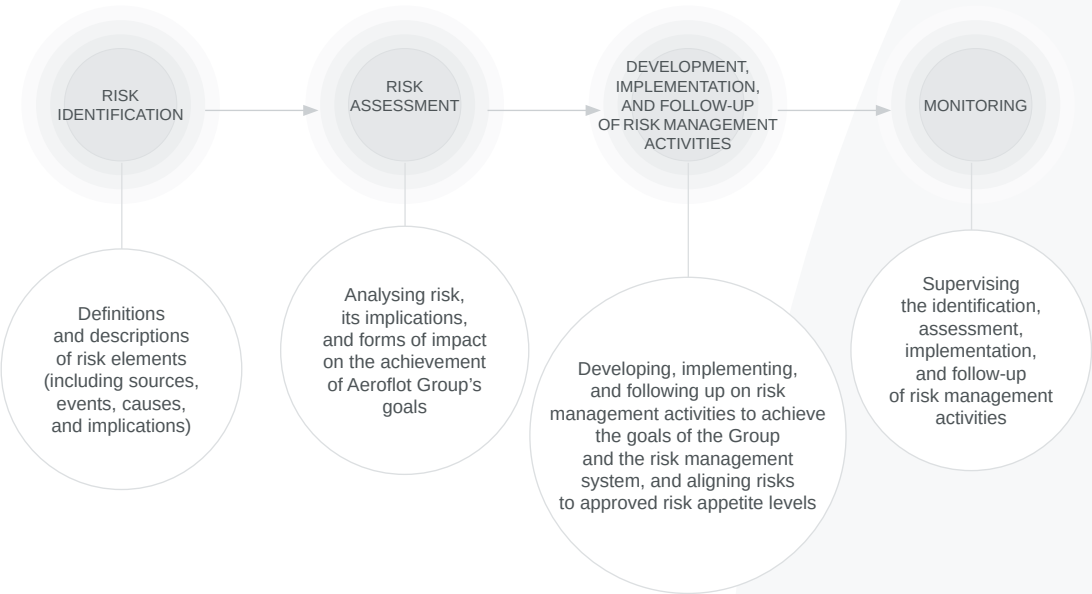 RISK
IDENTIFICATION
RISK
ASSESSMENT
DEVELOPMENT,
IMPLEMENTATION,
AND FOLLOW-UP
OF RISK MANAGEMENT
ACTIVITIES
MONITORING
Definitions
and descriptions
of risk elements
(including sources,
events, causes,
and implications)
Analysing risk,
its implications,
and forms of impact
on the achievement
of Aeroflot Group’s
goals
Developing, implementing,
and following up on risk
management activities to achieve
the goals of the Group
and the risk management
system, and aligning risks
to approved risk appetite levels
Supervising
the identification,
assessment,
implementation,
and follow-up
of risk management
activities